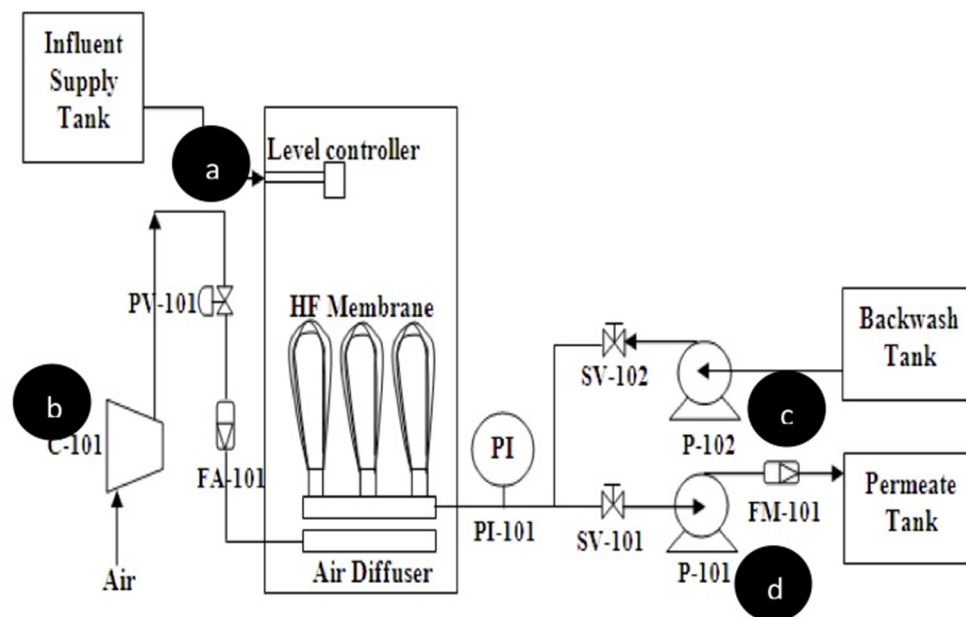 Influent
Supply
Tank
a
Level controller
PV-101
HF Membrane
b
C-101
FA-101
Air
Air Diffuser
PI
PI-101
SV-102
P-102
c
Backwash
Tank
SV-101
P-101
d
FM-101
Permeate
Tank